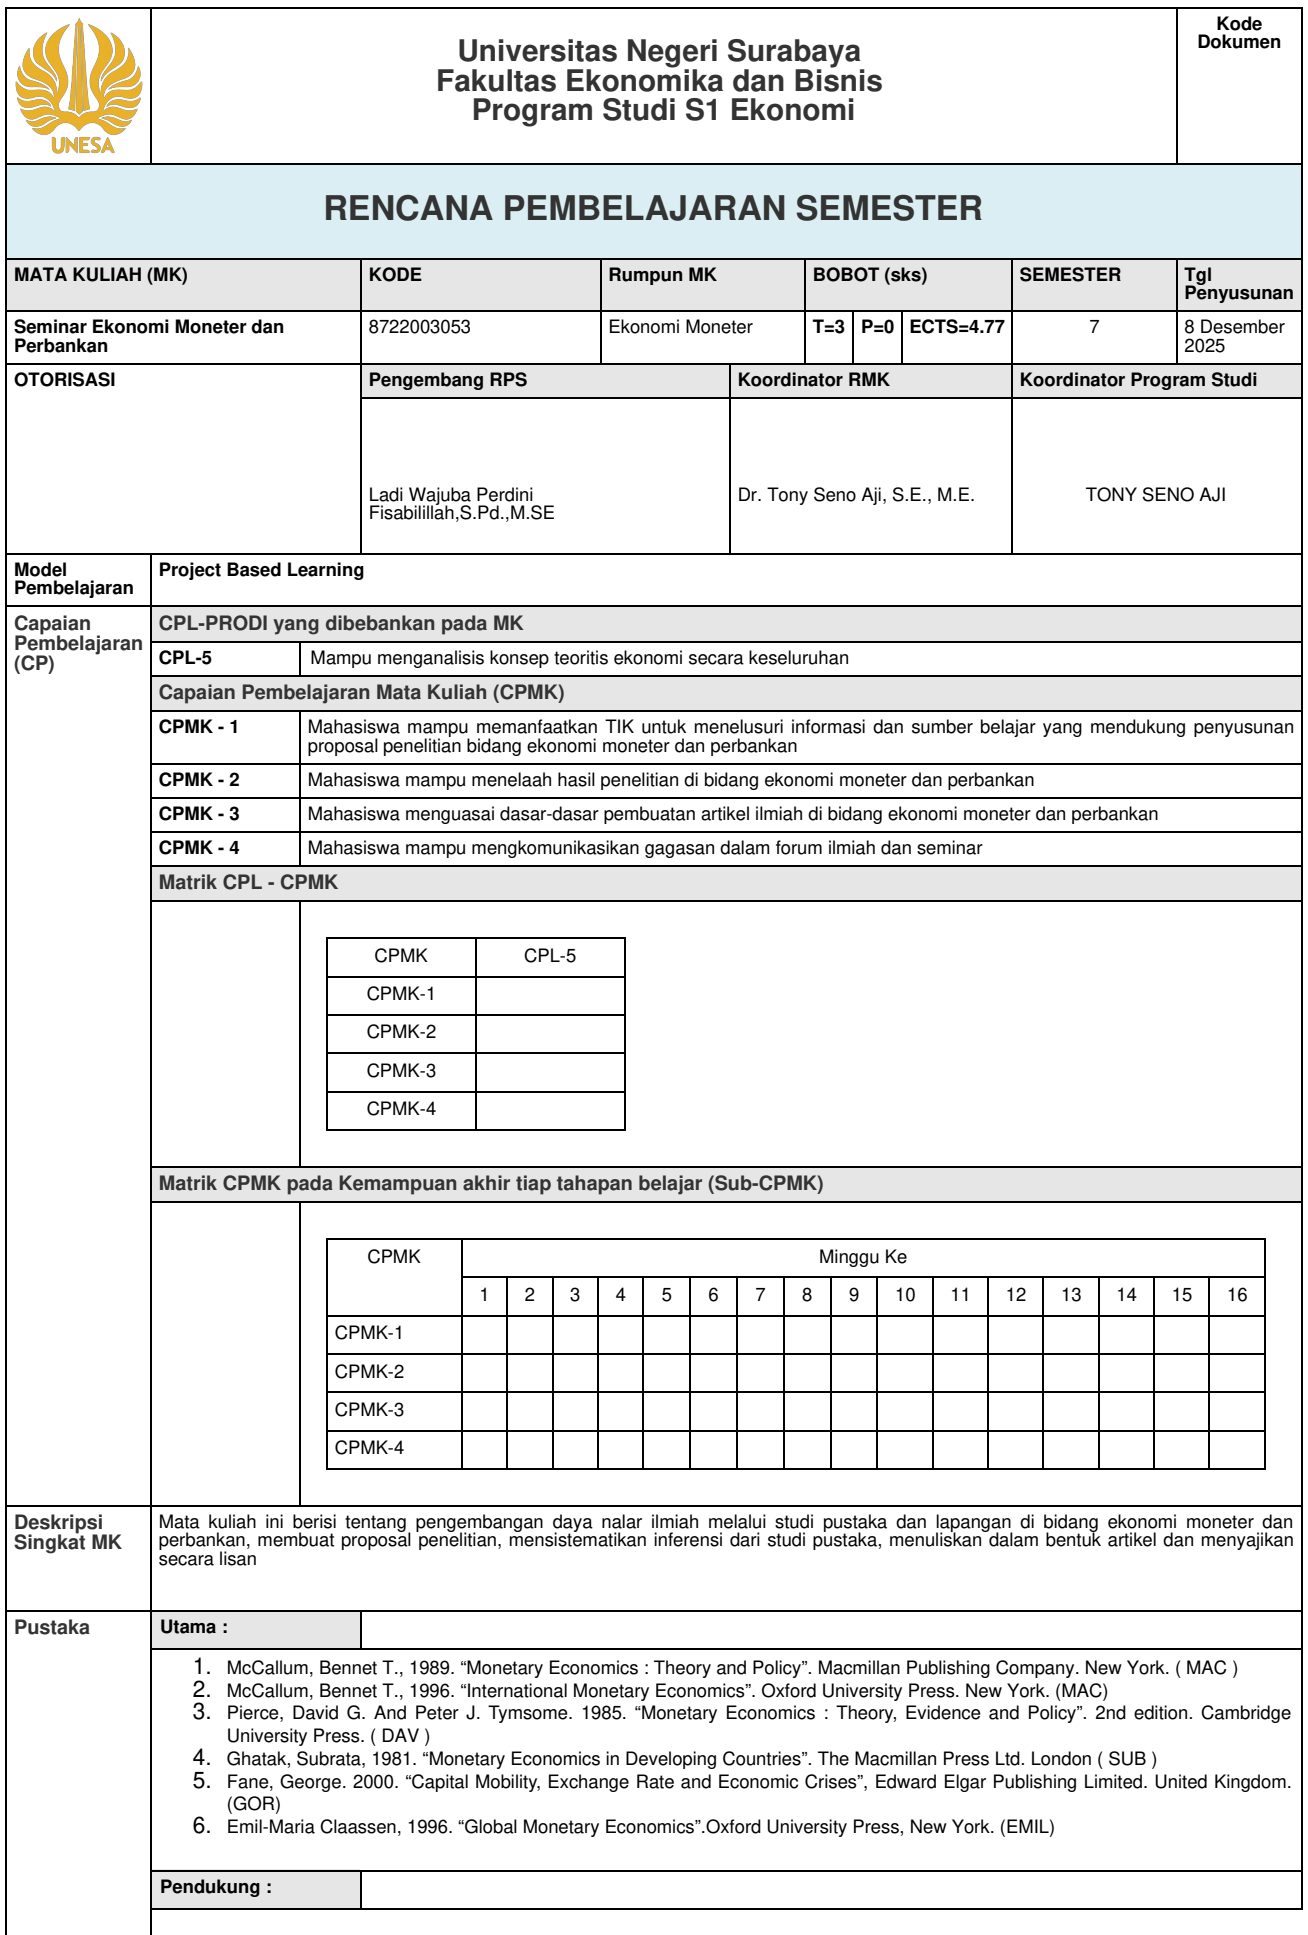 UNESA
Universitas Negeri Surabaya
Fakultas Ekonomika dan Bisnis
Program Studi S1 Ekonomi
Kode
Dokumen
RENCANA PEMBELAJARAN SEMESTER
MATA KULIAH (MK) KODE Rumpun MK BOBOT (sks) SEMESTER Tgl
Penyusunan
Seminar Ekonomi Moneter dan
Perbankan
8722003053 Ekonomi Moneter T=3 P=0 ECTS=4.77 7 8 Desember
2025
OTORISASI Pengembang RPS Koordinator RMK Koordinator Program Studi
Ladi Wajuba Perdini
Fisabilillah,S.Pd.,M.SE
Dr. Tony Seno Aji, S.E., M.E. TONY SENO AJI
Model
Pembelajaran
Project Based Learning
Capaian
Pembelajaran
(CP)
CPL-PRODI yang dibebankan pada MK
CPL-5 Mampu menganalisis konsep teoritis ekonomi secara keseluruhan
Capaian Pembelajaran Mata Kuliah (CPMK)
CPMK - 1 Mahasiswa mampu memanfaatkan TIK untuk menelusuri informasi dan sumber belajar yang mendukung penyusunan
proposal penelitian bidang ekonomi moneter dan perbankan
CPMK - 2 Mahasiswa mampu menelaah hasil penelitian di bidang ekonomi moneter dan perbankan
CPMK - 3 Mahasiswa menguasai dasar-dasar pembuatan artikel ilmiah di bidang ekonomi moneter dan perbankan
CPMK - 4 Mahasiswa mampu mengkomunikasikan gagasan dalam forum ilmiah dan seminar
Matrik CPL - CPMK
CPMK CPL-5
CPMK-1
CPMK-2
CPMK-3
CPMK-4
Matrik CPMK pada Kemampuan akhir tiap tahapan belajar (Sub-CPMK)
CPMK Minggu Ke
1 2 3 4 5 6 7 8 9 10 11 12 13 14 15 16
CPMK-1
CPMK-2
CPMK-3
CPMK-4
Deskripsi
Singkat MK
Mata kuliah ini berisi tentang pengembangan daya nalar ilmiah melalui studi pustaka dan lapangan di bidang ekonomi moneter dan
perbankan, membuat proposal penelitian, mensistematikan inferensi dari studi pustaka, menuliskan dalam bentuk artikel dan menyajikan
secara lisan
Pustaka Utama :
1. McCallum, Bennet T., 1989. “Monetary Economics : Theory and Policy”. Macmillan Publishing Company. New York. ( MAC )
2. McCallum, Bennet T., 1996. “International Monetary Economics”. Oxford University Press. New York. (MAC)
3. Pierce, David G. And Peter J. Tymsome. 1985. “Monetary Economics : Theory, Evidence and Policy”. 2nd edition. Cambridge
University Press. ( DAV )
4. Ghatak, Subrata, 1981. “Monetary Economics in Developing Countries”. The Macmillan Press Ltd. London ( SUB )
5. Fane, George. 2000. “Capital Mobility, Exchange Rate and Economic Crises”, Edward Elgar Publishing Limited. United Kingdom.
(GOR)
6. Emil-Maria Claassen, 1996. “Global Monetary Economics”.Oxford University Press, New York. (EMIL)
Pendukung :